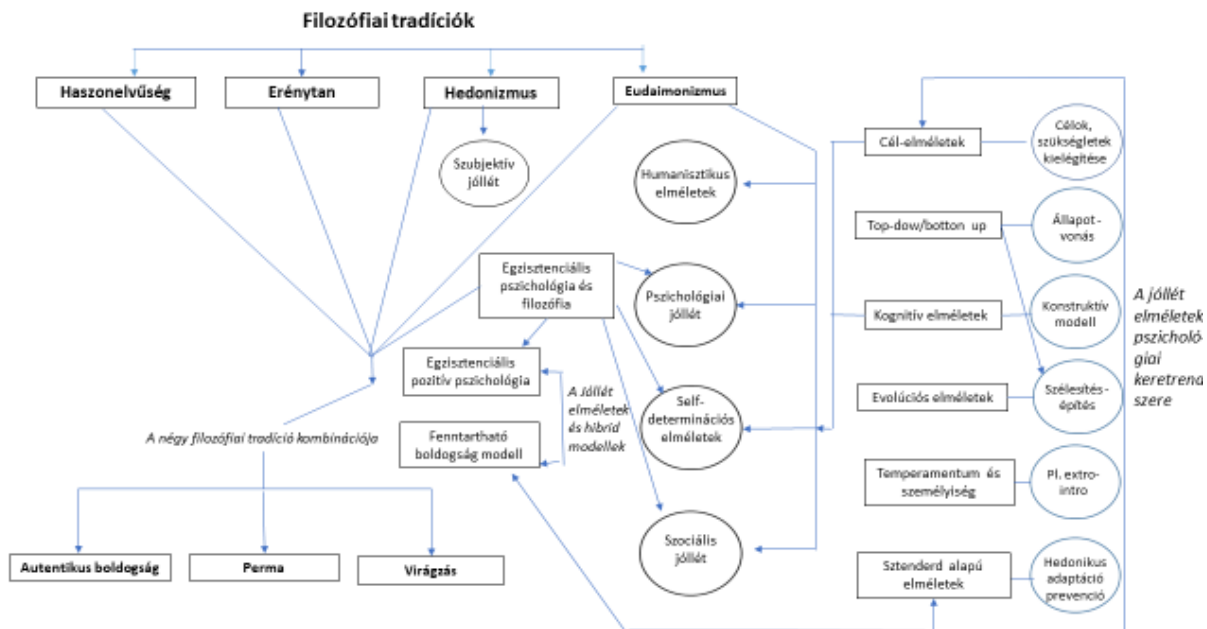 Filozófiai tradíciók
Haszonelvűség
Erénytan
Hedonizmus
Eudaimonizmus
Szubjektív
jóllét
Humanisztikus
elméletek
Egzisztenciális
pszichológia és
filozófia
Pszichológiai
jóllét
Egzisztenciális
pozitív pszichológia
A Jóllét
elméletek
és hibrid
modellek
Fenntartható
boldogság modell
Self-
determinációs
elméletek
Szociális
jóllét
A négy filozófiai tradíció kombinációja
Autentikus boldogság
Perma
Virágzás
Cél-elméletek
Célok,
szükségletek
kielégítése
Top-dow/botton up
Állapot -
vonás
Kognitív elméletek
Konstruktív
modell
Evolúciós elméletek
Szélesítés -
építés
Temperamentum és
személyiség
Pl. extro-
intro
Sztenderd alapú
elméletek
Hedonikus
adaptáció
prevenció
A jóllét
elméletek
pszicholó-
giai
keretrend
szere